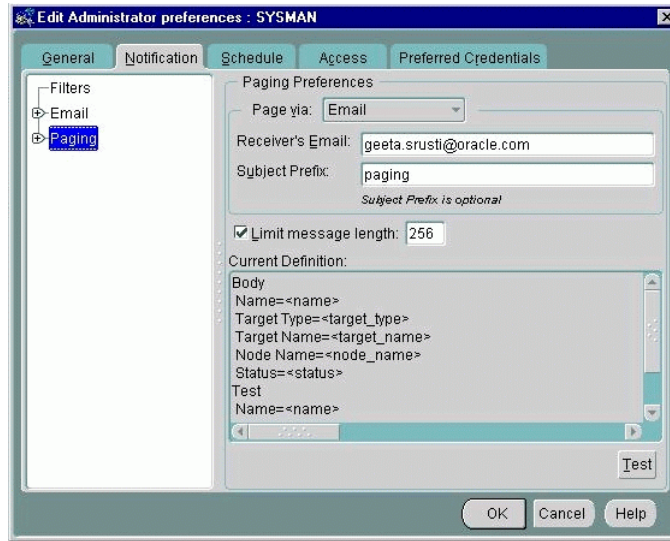 Edit Administrator preferences : SYSMAN
General Notification Schedule Access Preferred Credentials
Filters
Email
Paging
Paging Preferences
Page via: Email
Receiver's Email: geeta.srusti@oracle.com
Subject Prefix: paging
Subject Prefix is optional
Limit message length: 256
Current Definition:
Body
Name=<name>
Target Type=<target_type>
Target Name=<target_name>
Node Name=<node_name>
Status=<status>
Test
Name=<name>
Test
OK Cancel Help